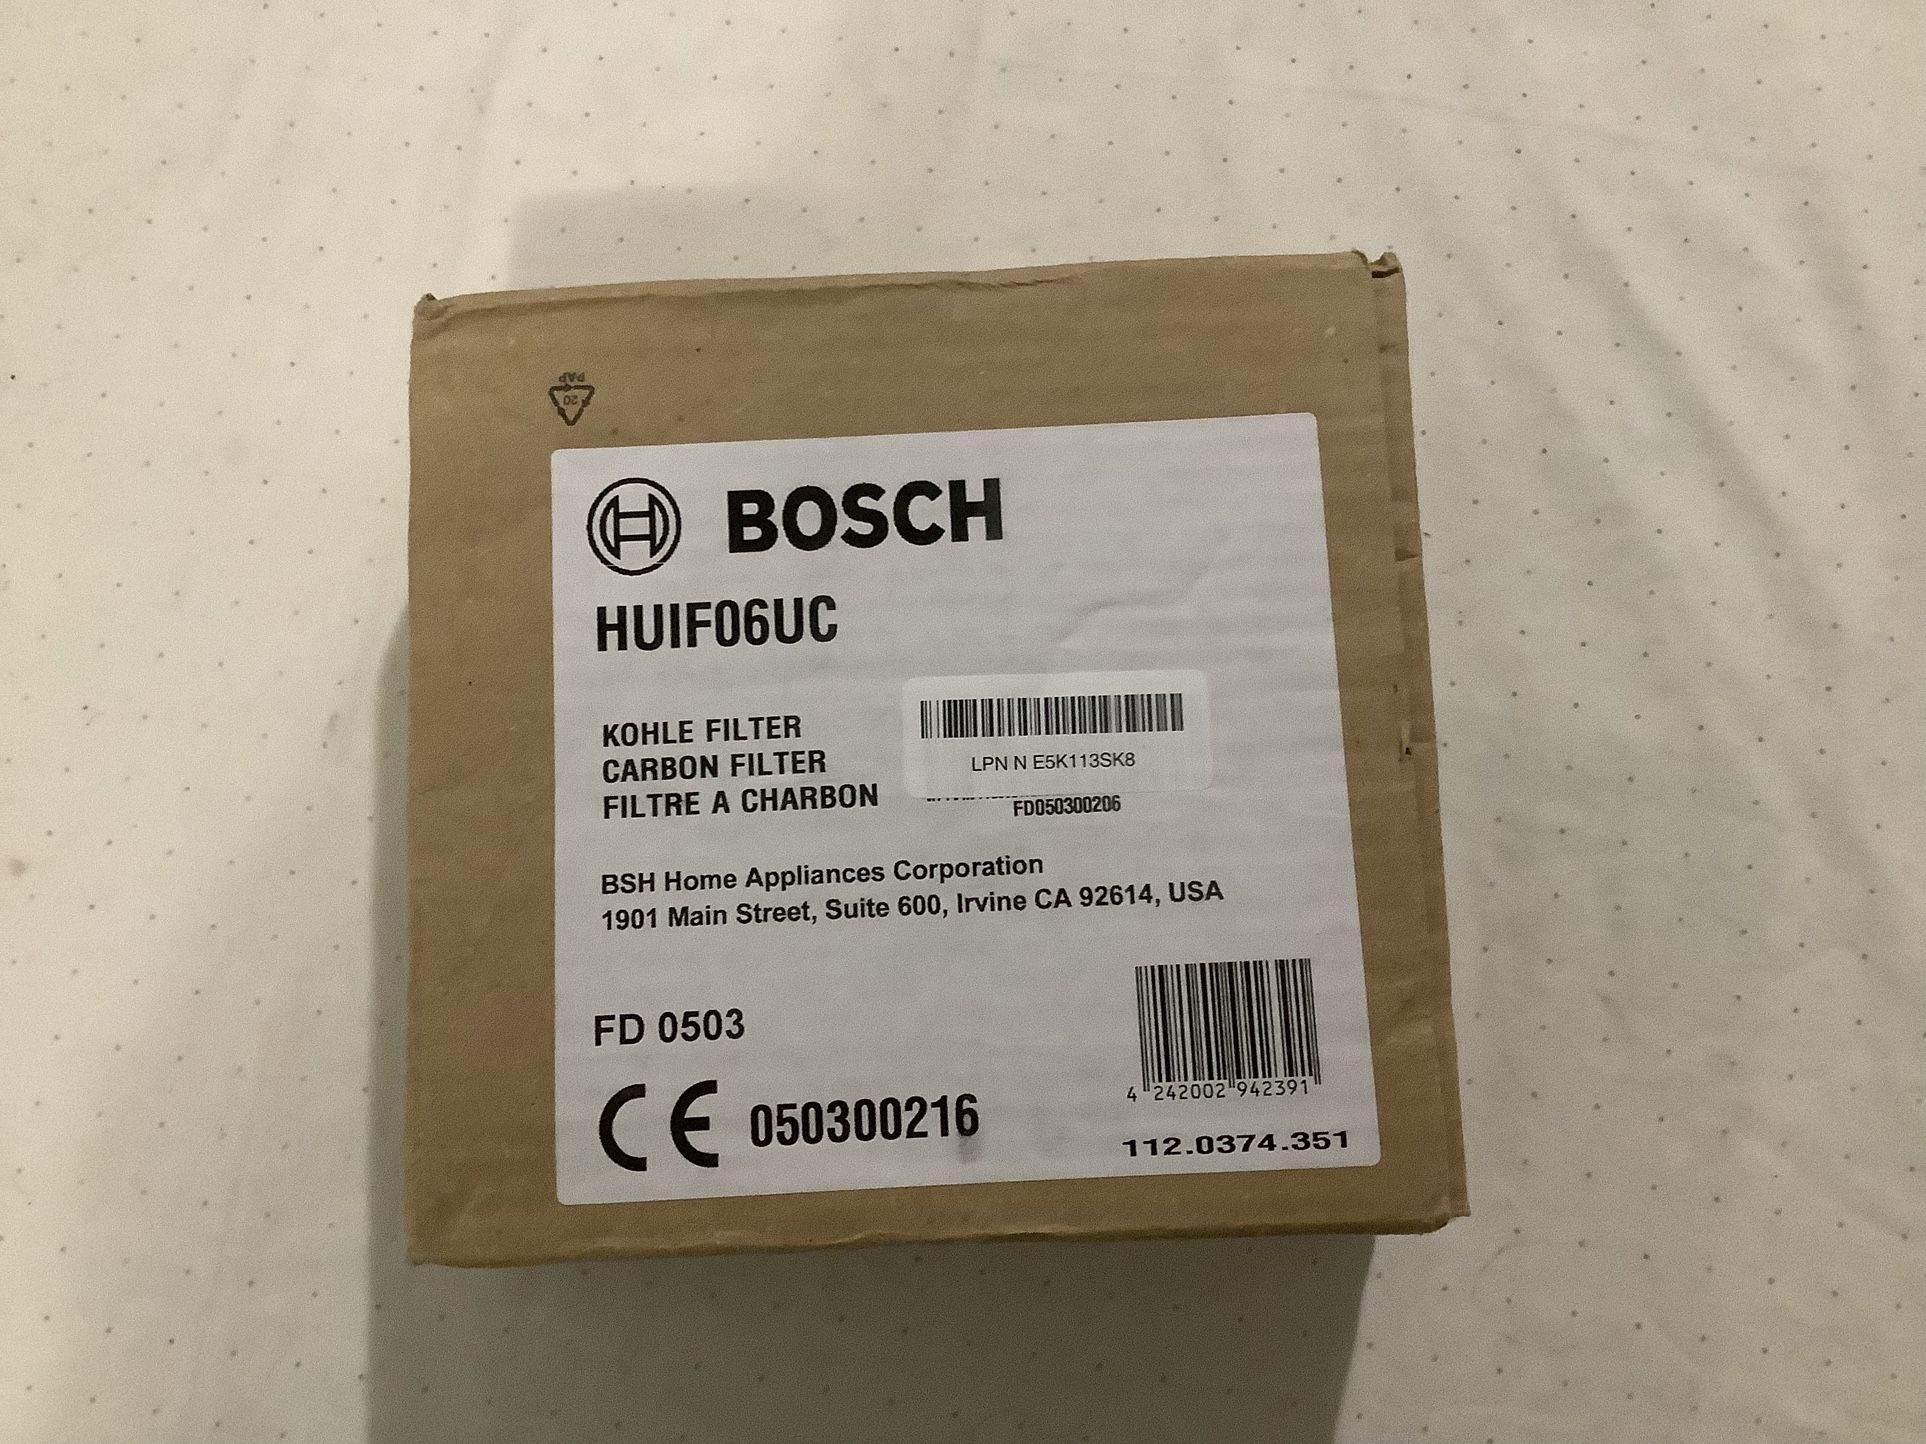 20
PAP
BOSCH
HUIF06UC
KOHLE FILTER
CARBON FILTER
FILTRE A CHARBON
LPN N E5K113SK8
FD050300206
BSH Home Appliances Corporation
1901 Main Street, Suite 600, Irvine CA 92614, USA
FD 0503
CE 050300216
4 242002 942391
112.0374.351